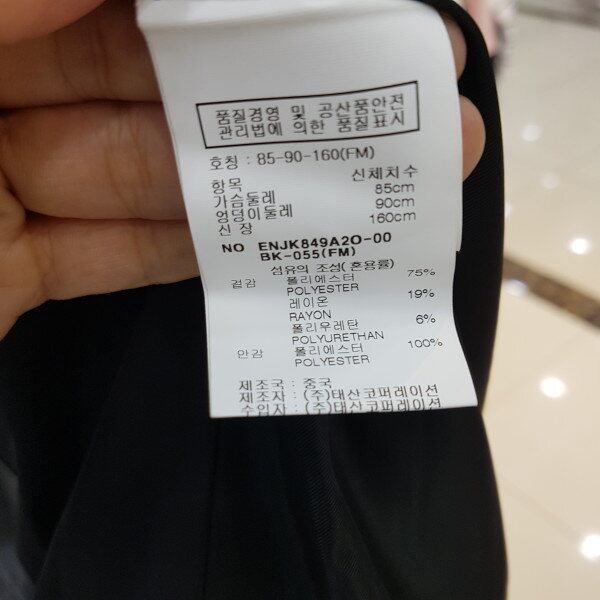 품질경영 및 공산품안전
관리법에 의한 품질표시
호칭 : 85-90-160(FM)
항목 신체치수
가슴둘레 85cm
엉덩이둘레 90cm
신 장 160cm
NO ENJK849A2O-00
BK-055(FM)
섬유의 조성(혼용률)
겉감 폴리에스터 75%
POLYESTER
레이온 19%
RAYON
폴리우레탄 6%
POLYURETHAN
안감 폴리에스터 100%
POLYESTER
제조국 : 중국
제조자 : (주)태산코퍼레이션
수입자 : (주)태산코퍼레이션